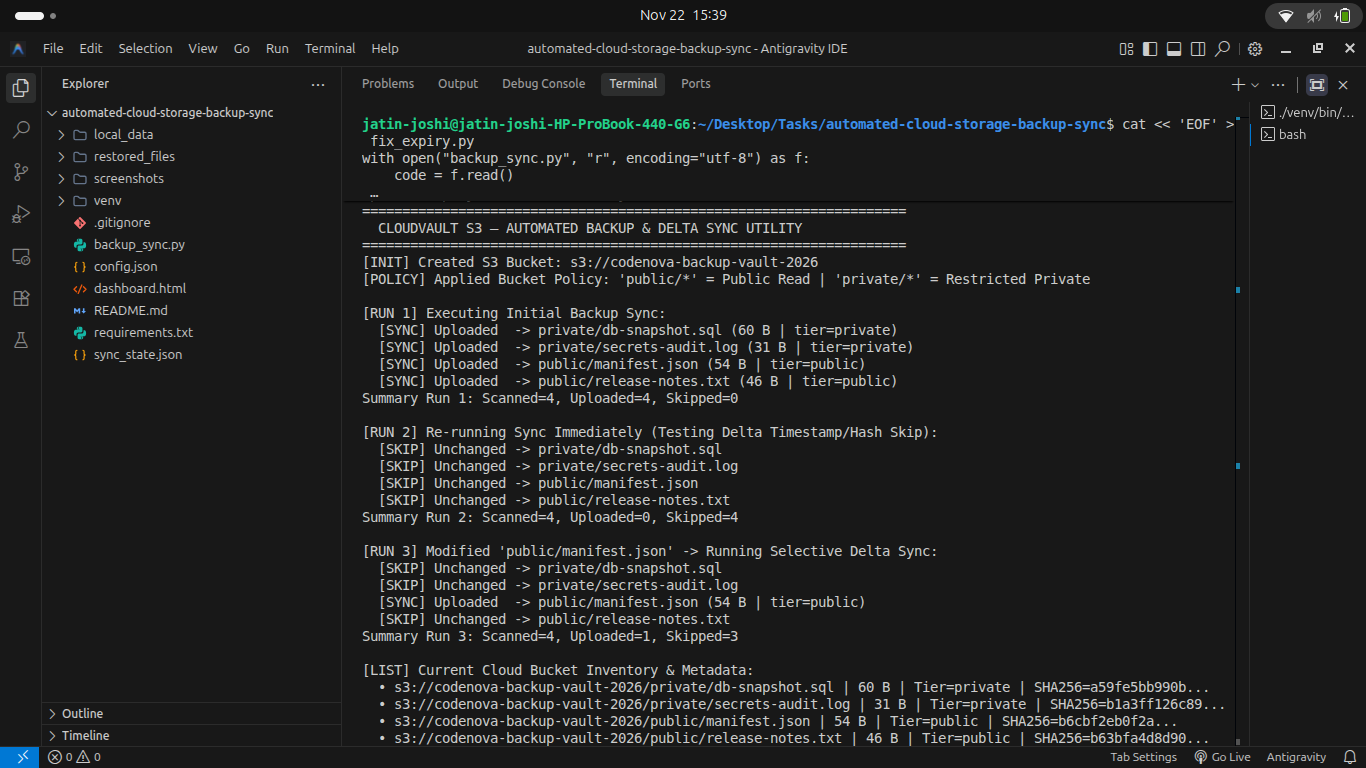 Nov 22 15:39
File Edit Selection View Go Run Terminal Help
automated-cloud-storage-backup-sync - Antigravity IDE
Explorer
automated-cloud-storage-backup-sync
local_data
restored_files
screenshots
venv
.gitignore
backup_sync.py
config.json
dashboard.html
README.md
requirements.txt
sync_state.json
Outline
Timeline
Problems Output Debug Console Terminal Ports
jatin-joshi@jatin-joshi-HP-ProBook-440-G6:~/Desktop/Tasks/automated-cloud-storage-backup-sync$ cat << 'EOF' >
fix_expiry.py
with open("backup_sync.py", "r", encoding="utf-8") as f:
    code = f.read()
…
====================================================================
  CLOUDVAULT S3 — AUTOMATED BACKUP & DELTA SYNC UTILITY
====================================================================
[INIT] Created S3 Bucket: s3://codenova-backup-vault-2026
[POLICY] Applied Bucket Policy: 'public/*' = Public Read | 'private/*' = Restricted Private
[RUN 1] Executing Initial Backup Sync:
  [SYNC] Uploaded  -> private/db-snapshot.sql (60 B | tier=private)
  [SYNC] Uploaded  -> private/secrets-audit.log (31 B | tier=private)
  [SYNC] Uploaded  -> public/manifest.json (54 B | tier=public)
  [SYNC] Uploaded  -> public/release-notes.txt (46 B | tier=public)
Summary Run 1: Scanned=4, Uploaded=4, Skipped=0
[RUN 2] Re-running Sync Immediately (Testing Delta Timestamp/Hash Skip):
  [SKIP] Unchanged -> private/db-snapshot.sql
  [SKIP] Unchanged -> private/secrets-audit.log
  [SKIP] Unchanged -> public/manifest.json
  [SKIP] Unchanged -> public/release-notes.txt
Summary Run 2: Scanned=4, Uploaded=0, Skipped=4
[RUN 3] Modified 'public/manifest.json' -> Running Selective Delta Sync:
  [SKIP] Unchanged -> private/db-snapshot.sql
  [SKIP] Unchanged -> private/secrets-audit.log
  [SYNC] Uploaded  -> public/manifest.json (54 B | tier=public)
  [SKIP] Unchanged -> public/release-notes.txt
Summary Run 3: Scanned=4, Uploaded=1, Skipped=3
[LIST] Current Cloud Bucket Inventory & Metadata:
  • s3://codenova-backup-vault-2026/private/db-snapshot.sql | 60 B | Tier=private | SHA256=a59fe5bb990b...
  • s3://codenova-backup-vault-2026/private/secrets-audit.log | 31 B | Tier=private | SHA256=b1a3ff126c89...
  • s3://codenova-backup-vault-2026/public/manifest.json | 54 B | Tier=public | SHA256=b6cbf2eb0f2a...
  • s3://codenova-backup-vault-2026/public/release-notes.txt | 46 B | Tier=public | SHA256=b63bfa4d8d90...
./venv/bin/...
bash
0 0
Tab Settings Go Live Antigravity